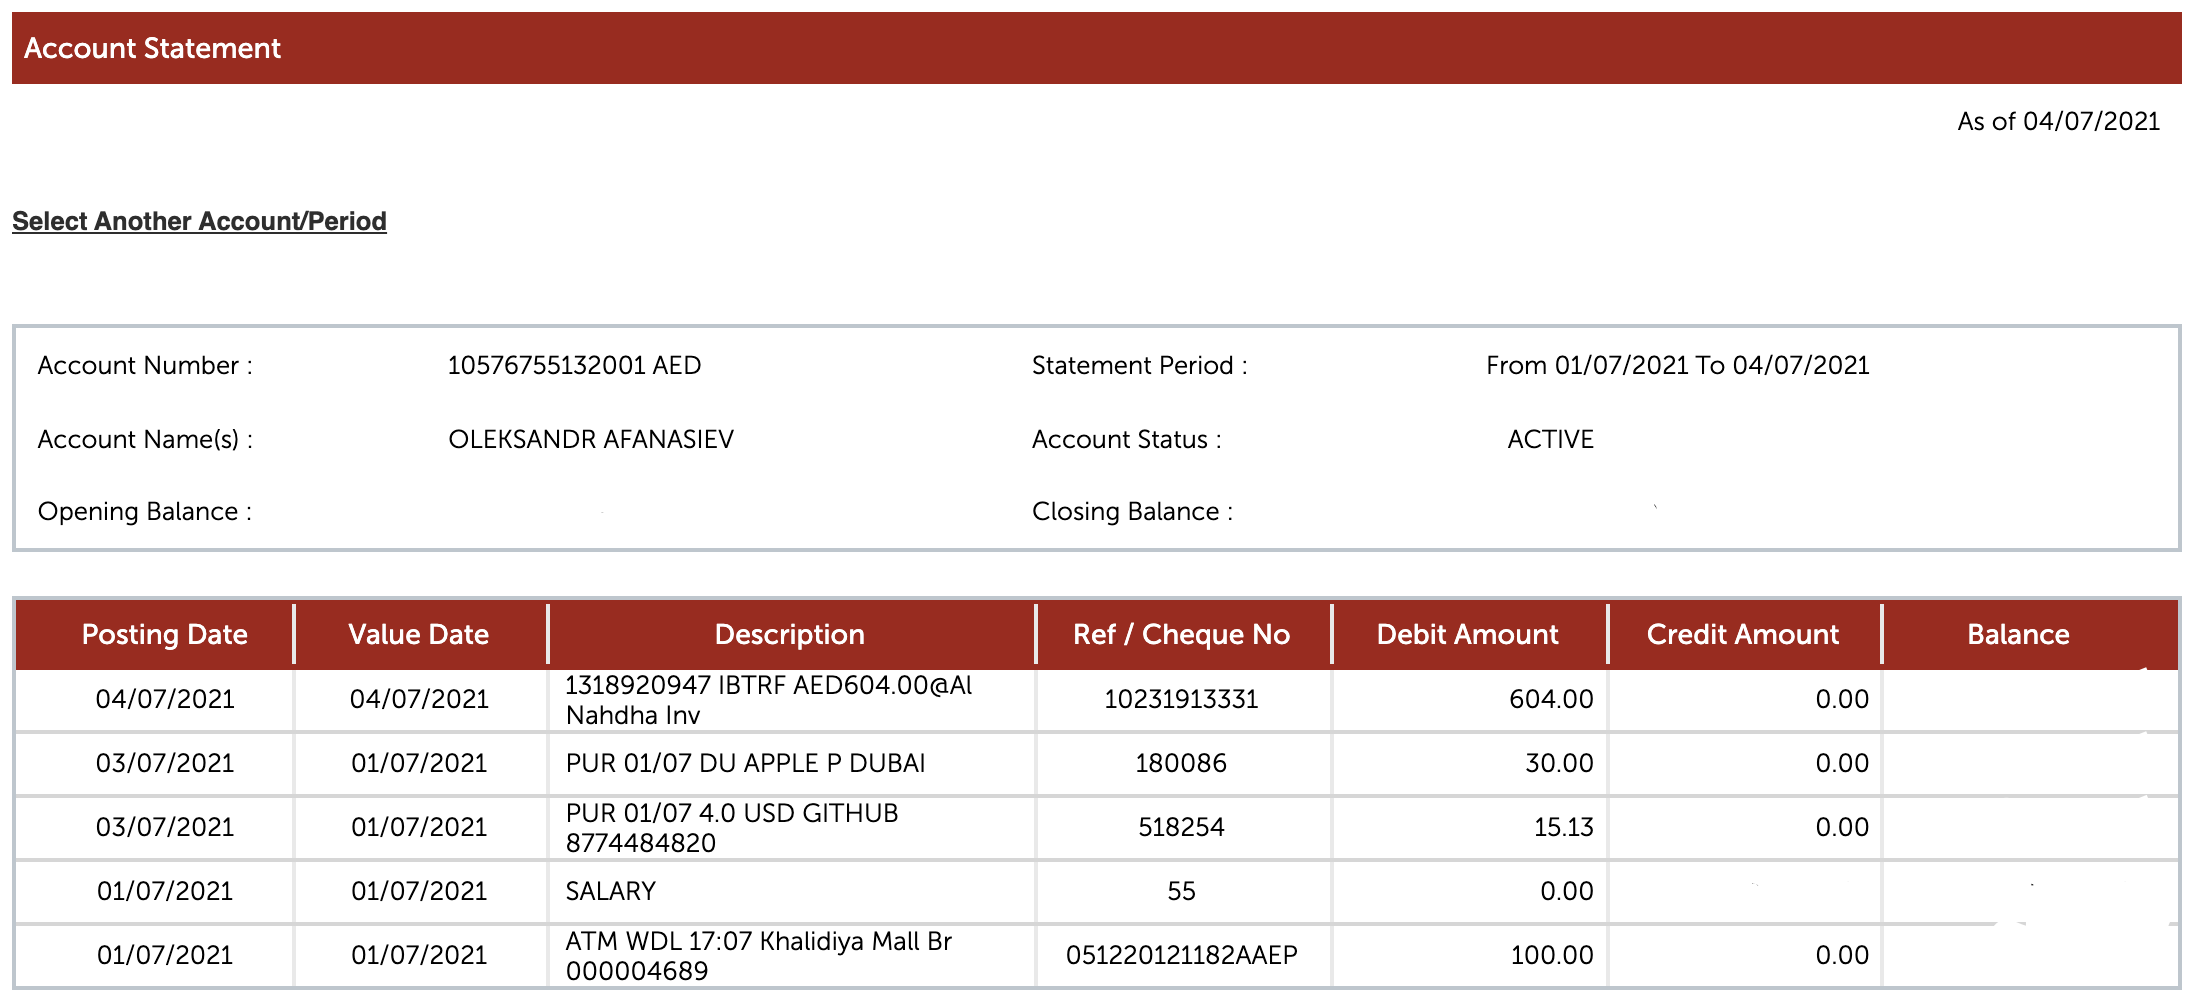 Account Statement
As of 04/07/2021
Select Another Account/Period
Account Number : 10576755132001 AED Statement Period : From 01/07/2021 To 04/07/2021
Account Name(s) : OLEKSANDR AFANASIEV Account Status : ACTIVE
Opening Balance : Closing Balance :
Posting Date Value Date Description Ref / Cheque No Debit Amount Credit Amount Balance
04/07/2021 04/07/2021 1318920947 IBTRF AED604.00@Al 10231913331 604.00 0.00
Nahdha Inv
03/07/2021 01/07/2021 PUR 01/07 DU APPLE P DUBAI 180086 30.00 0.00
03/07/2021 01/07/2021 PUR 01/07 4.0 USD GITHUB 518254 15.13 0.00
8774484820
01/07/2021 01/07/2021 SALARY 55 0.00
01/07/2021 01/07/2021 ATM WDL 17:07 Khalidiya Mall Br 051220121182AAEP 100.00 0.00
000004689